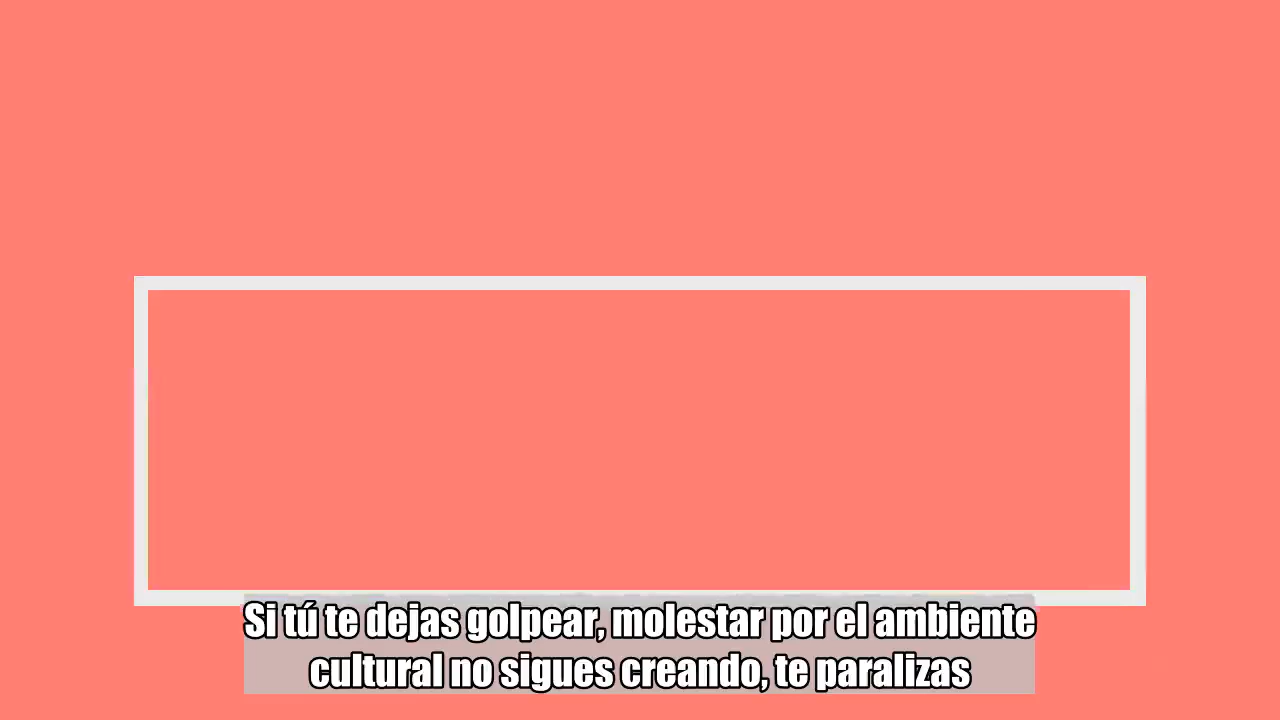 Si tú te dejas golpear, molestar por el ambiente
cultural no sigues creando, te paralizas